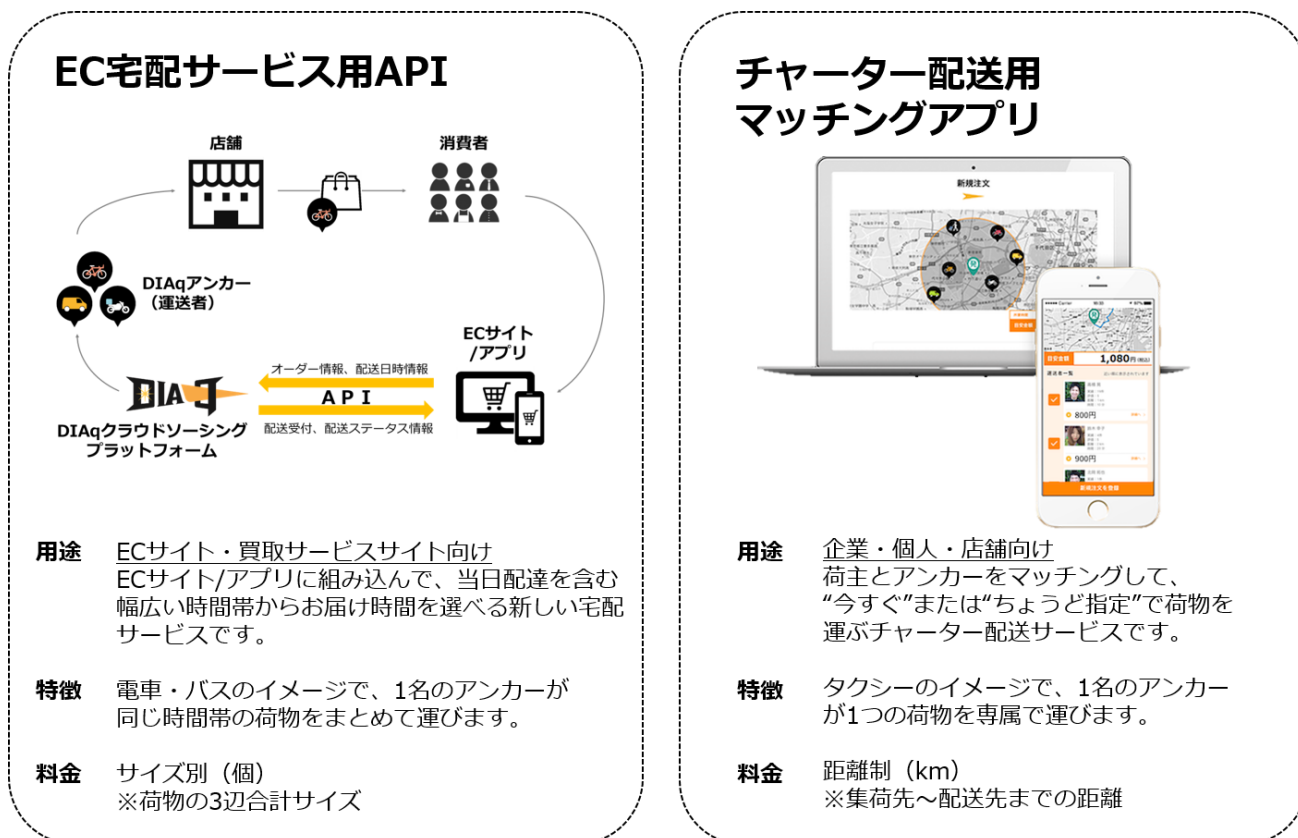 EC宅配サービス用API
店舗
消費者
DIAqアンカー
（運送者）
ECサイト
/アプリ
オーダー情報、配送日時情報
API
配送受付、配送ステータス情報
DIAq
DIAqクラウドソーシング
プラットフォーム
用途
ECサイト・買取サービスサイト向け
ECサイト/アプリに組み込んで、当日配達を含む
幅広い時間帯からお届け時間を選べる新しい宅配
サービスです。
特徴
電車・バスのイメージで、1名のアンカーが
同じ時間帯の荷物をまとめて運びます。
料金
サイズ別（個）
※荷物の3辺合計サイズ
チャーター配送用
マッチングアプリ
新規注文
目安金額
1,080円(税込)
運送者一覧
800円
900円
新規注文を登録
用途
企業・個人・店舗向け
荷主とアンカーをマッチングして、
“今すぐ”または“ちょうど指定”で荷物を
運ぶチャーター配送サービスです。
特徴
タクシーのイメージで、1名のアンカー
が1つの荷物を専属で運びます。
料金
距離制（km）
※集荷先～配送先までの距離